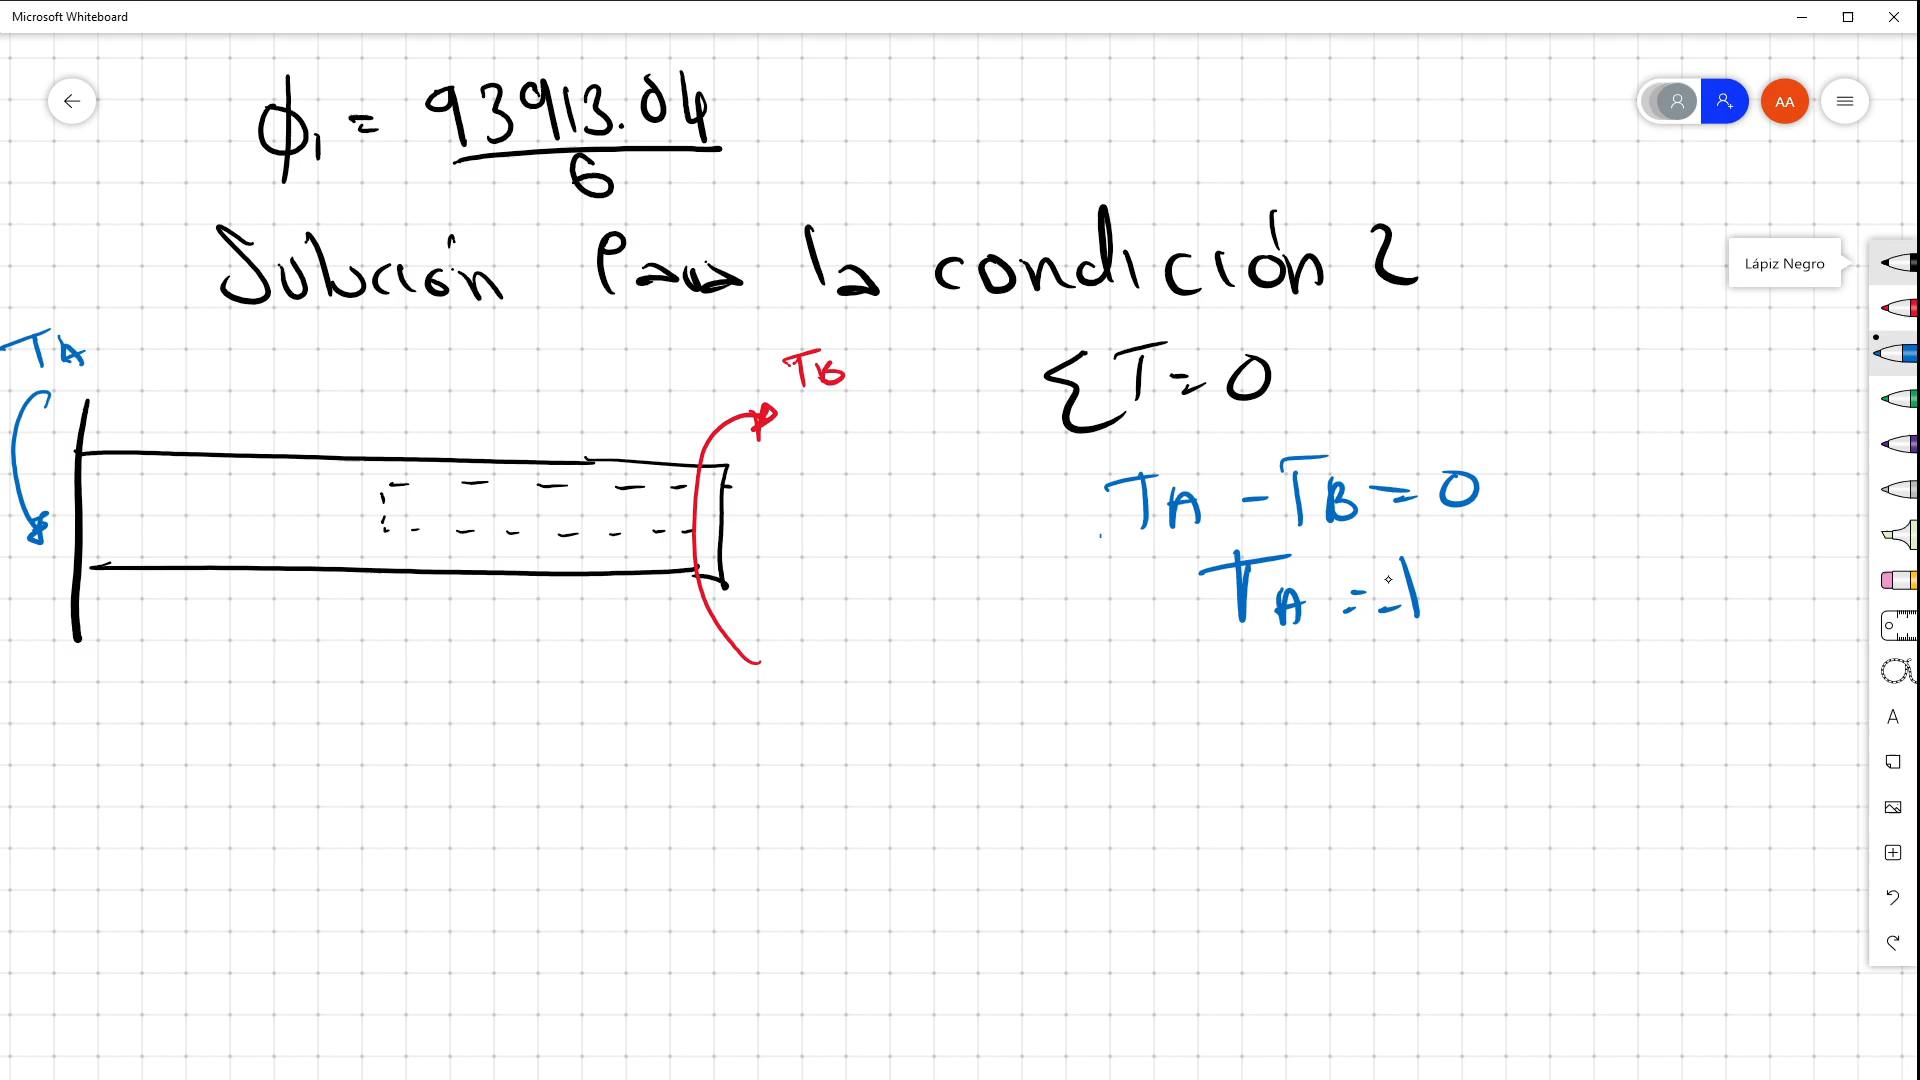 Microsoft Whiteboard
ϕ₁ = 93913.04
6
AA
Solución Para la condición 2
Lápiz Negro
TA
TB
ΣT = 0
TA - TB = 0
TA =
A